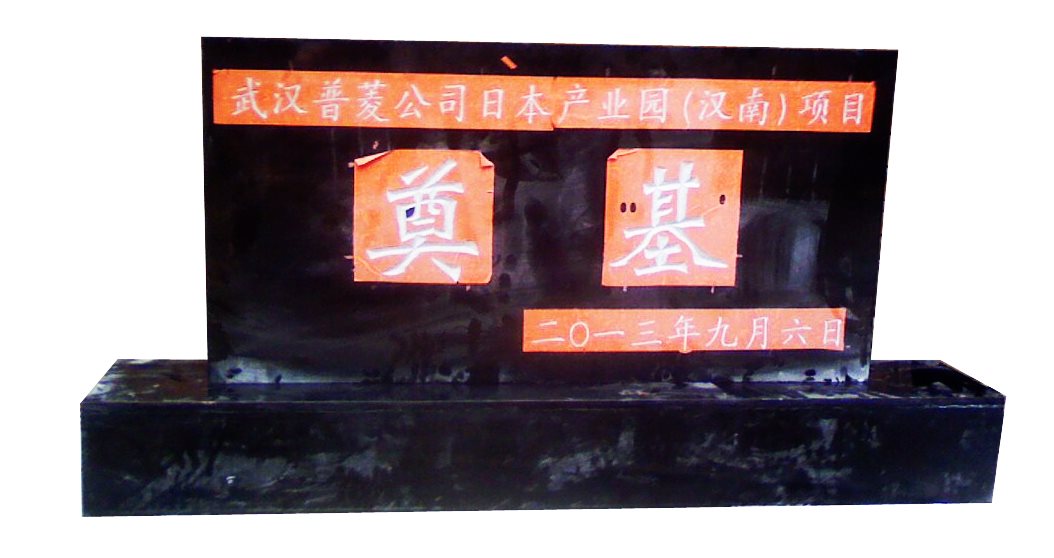 武汉普菱公司日本产业园(汉南)项目
奠基
二〇一三年九月六日